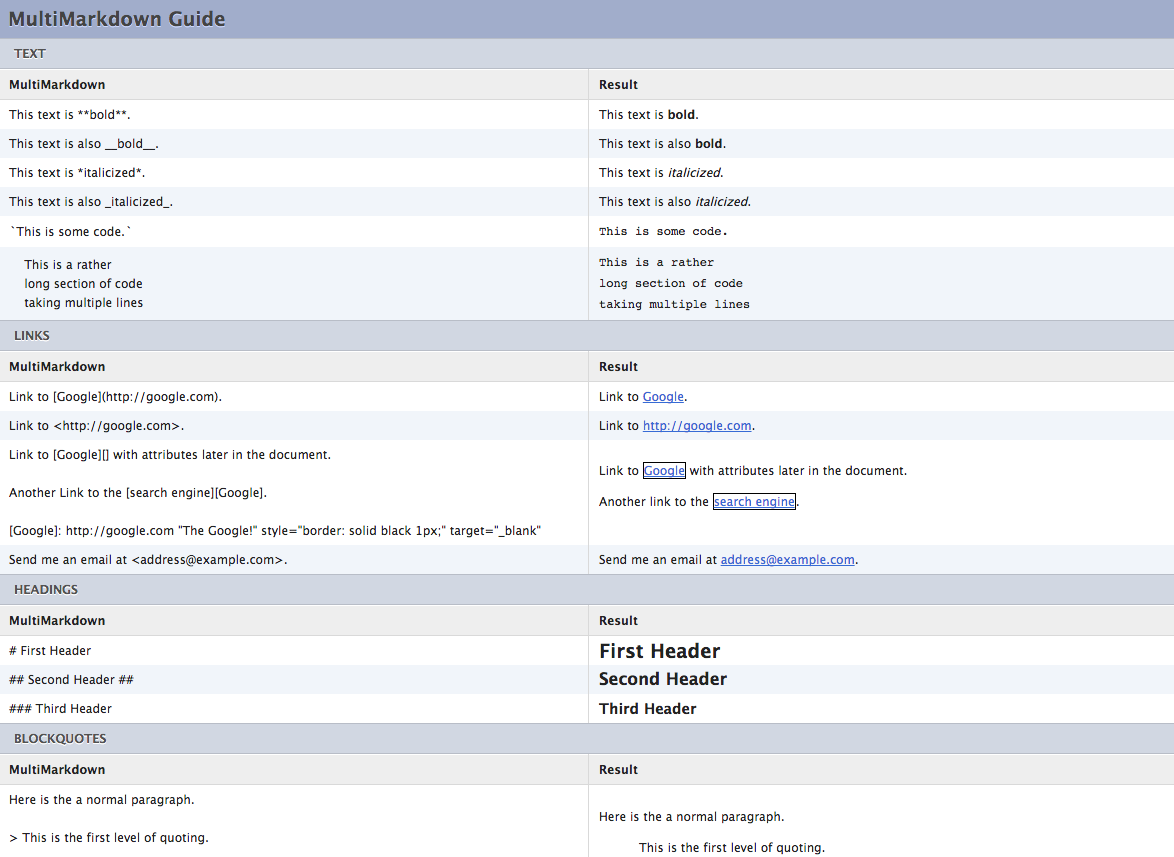 MultiMarkdown Guide
TEXT
MultiMarkdown Result
This text is **bold**. This text is bold.
This text is also __bold__. This text is also bold.
This text is *italicized*. This text is italicized.
This text is also _italicized_. This text is also italicized.
`This is some code.` This is some code.
This is a rather
long section of code
taking multiple lines
This is a rather
long section of code
taking multiple lines
LINKS
MultiMarkdown Result
Link to [Google](http://google.com). Link to Google.
Link to <http://google.com>. Link to http://google.com.
Link to [Google][] with attributes later in the document.
Another Link to the [search engine][Google].
[Google]: http://google.com "The Google!" style="border: solid black 1px;" target="_blank"
Link to Google with attributes later in the document.
Another link to the search engine.
Send me an email at <address@example.com>. Send me an email at address@example.com.
HEADINGS
MultiMarkdown Result
# First Header First Header
## Second Header ## Second Header
### Third Header Third Header
BLOCKQUOTES
MultiMarkdown Result
Here is the a normal paragraph.
> This is the first level of quoting.
Here is the a normal paragraph.
This is the first level of quoting.